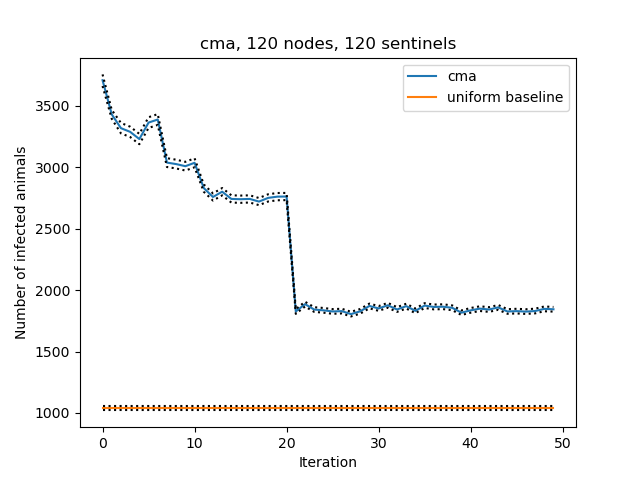 cma, 120 nodes, 120 sentinels
cma
uniform baseline
Number of infected animals
3500
3000
2500
2000
1500
1000
0 10 20 30 40 50
Iteration